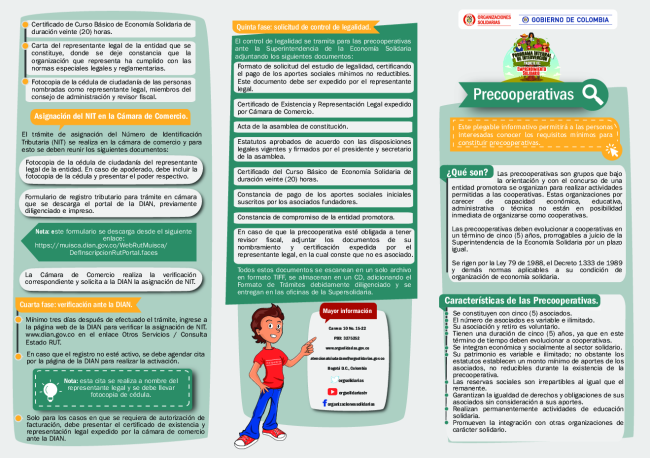 Certificado de Curso Básico de Economía Solidaria de
duración veinte (20) horas.
Carta del representante legal de la entidad que se
constituye, donde se deje constancia que la
organización que representa ha cumplido con las
normas especiales legales y reglamentarias.
Fotocopia de la cédula de ciudadanía de las personas
nombradas como representante legal, miembros del
consejo de administración y revisor fiscal.
Asignación del NIT en la Cámara de Comercio.
El trámite de asignación del Número de Identificación
Tributaria (NIT) se realiza en la cámara de comercio y para
esto se deben reunir los siguientes documentos:
Fotocopia de la cédula de ciudadanía del representante
legal de la entidad. En caso de apoderado, debe incluir la
fotocopia de la cédula y presentar el poder respectivo.
Formulario de registro tributario para trámite en cámara
que se descarga el portal de la DIAN, previamente
diligenciado e impreso.
Nota: este formulario se descarga desde el siguiente
enlace:
https://muisca.dian.gov.co/WebRutMuisca/
DefInscripcionRutPortal.faces
La Cámara de Comercio realiza la verificación
correspondiente y solicita a la DIAN la asignación de NIT.
Cuarta fase: verificación ante la DIAN.
Mínimo tres días después de efectuado el trámite, ingrese a
la página web de la DIAN para verificar la asignación de NIT.
www.dian.gov.co en el enlace Otros Servicios / Consulta
Estado RUT.
En caso que el registro no esté activo, se debe agendar cita
por la página de la DIAN para realizar la activación.
Nota: esta cita se realiza a nombre del
representante legal y se debe llevar
fotocopia de cédula.
Solo para los casos en que se requiera de autorización de
facturación, debe presentar el certificado de existencia y
representación legal expedido por la cámara de comercio
ante la DIAN.
Quinta fase: solicitud de control de legalidad.
El control de legalidad se tramita para las precooperativas
ante la Superintendencia de la Economía Solidaria
adjuntando los siguientes documentos:
Formato de solicitud del estudio de legalidad, certificando
el pago de los aportes sociales mínimos no reducibles.
Este documento debe ser expedido por el representante
legal.
Certificado de Existencia y Representación Legal expedido
por Cámara de Comercio.
Acta de la asamblea de constitución.
Estatutos aprobados de acuerdo con las disposiciones
legales vigentes y firmados por el presidente y secretario
de la asamblea.
Certificado del Curso Básico de Economía Solidaria de
duración veinte (20) horas.
Constancia de pago de los aportes sociales iniciales
suscritos por los asociados fundadores.
Constancia de compromiso de la entidad promotora.
En caso de que la precooperativa esté obligada a tener
revisor fiscal, adjuntar los documentos de su
nombramiento y certificación expedida por el
representante legal, en la cual conste que no es asociado.
Todos estos documentos se escanean en un solo archivo
en formato TIFF, se almacenan en un CD, adicionando el
Formato de Trámites debidamente diligenciado y se
entregan en las oficinas de la Supersolidaria.
Mayor información
Carrera 10 No. 15-22
PBX: 3275252
www.orgsolidarias.gov.co
atencionalciudadano@orgsolidarias.gov.co
Bogotá D.C., Colombia
orgsolidarias
orgsolidariastv
organizacionessolidarias
ORGANIZACIONES
SOLIDARIAS
GOBIERNO DE COLOMBIA
PROGRAMA INTEGRAL
DE INTERVENCIÓN
EMPRENDIMIENTO
SOLIDARIO
Precooperativas
Este plegable informativo permitirá a las personas
interesadas conocer los requisitos mínimos para
constituir precooperativas.
¿Qué son?
Las precooperativas son grupos que bajo
la orientación y con el concurso de una
entidad promotora se organizan para realizar actividades
permitidas a las cooperativas. Estas organizaciones por
carecer de capacidad económica, educativa,
administrativa o técnica no están en posibilidad
inmediata de organizarse como cooperativas.
Las precooperativas deben evolucionar a cooperativas en
un término de cinco (5) años, prorrogables a juicio de la
Superintendencia de la Economía Solidaria por un plazo
igual.
Se rigen por la Ley 79 de 1988, el Decreto 1333 de 1989
y demás normas aplicables a su condición de
organización de economía solidaria.
Características de las Precooperativas.
Se constituyen con cinco (5) asociados.
El número de asociados es variable e ilimitado.
Su asociación y retiro es voluntario.
Tienen una duración de cinco (5) años, ya que en este
término de tiempo deben evolucionar a cooperativas.
Se integran económica y socialmente al sector solidario.
Su patrimonio es variable e ilimitado; no obstante los
estatutos establecen un monto mínimo de aportes de los
asociados, no reducibles durante la existencia de la
precooperativa.
Las reservas sociales son irrepartibles al igual que el
remanente.
Garantizan la igualdad de derechos y obligaciones de sus
asociados sin consideración a sus aportes.
Realizan permanentemente actividades de educación
solidaria.
Promueven la integración con otras organizaciones de
carácter solidario.